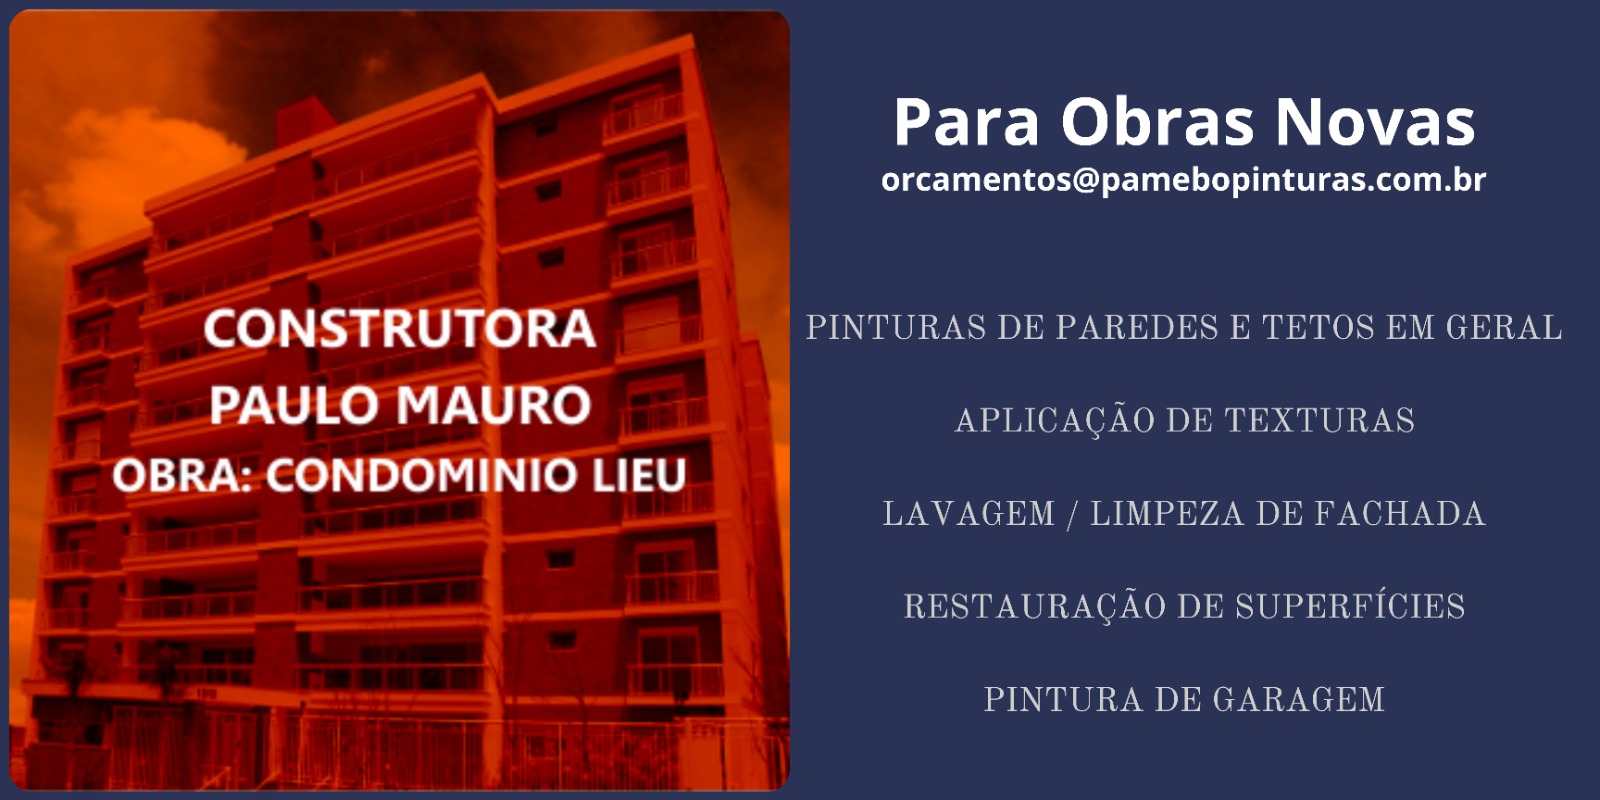 CONSTRUTORA
PAULO MAURO
OBRA: CONDOMINIO LIEU
Para Obras Novas
orcamentos@pamebopinturas.com.br
PINTURAS DE PAREDES E TETOS EM GERAL
APLICAÇÃO DE TEXTURAS
LAVAGEM / LIMPEZA DE FACHADA
RESTAURAÇÃO DE SUPERFÍCIES
PINTURA DE GARAGEM